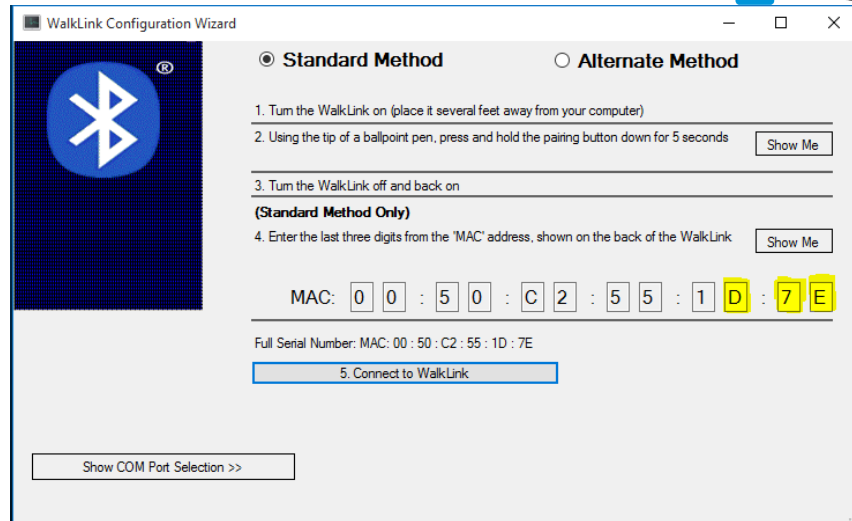 WalkLink Configuration Wizard
®
Standard Method Alternate Method
1. Turn the WalkLink on (place it several feet away from your computer)
2. Using the tip of a ballpoint pen, press and hold the pairing button down for 5 seconds Show Me
3. Turn the WalkLink off and back on
(Standard Method Only)
4. Enter the last three digits from the 'MAC' address, shown on the back of the WalkLink Show Me
MAC: 0 0 : 5 0 : C 2 : 5 5 : 1 D : 7 E
Full Serial Number: MAC: 00 : 50 : C2 : 55 : 1D : 7E
5. Connect to WalkLink
Show COM Port Selection >>